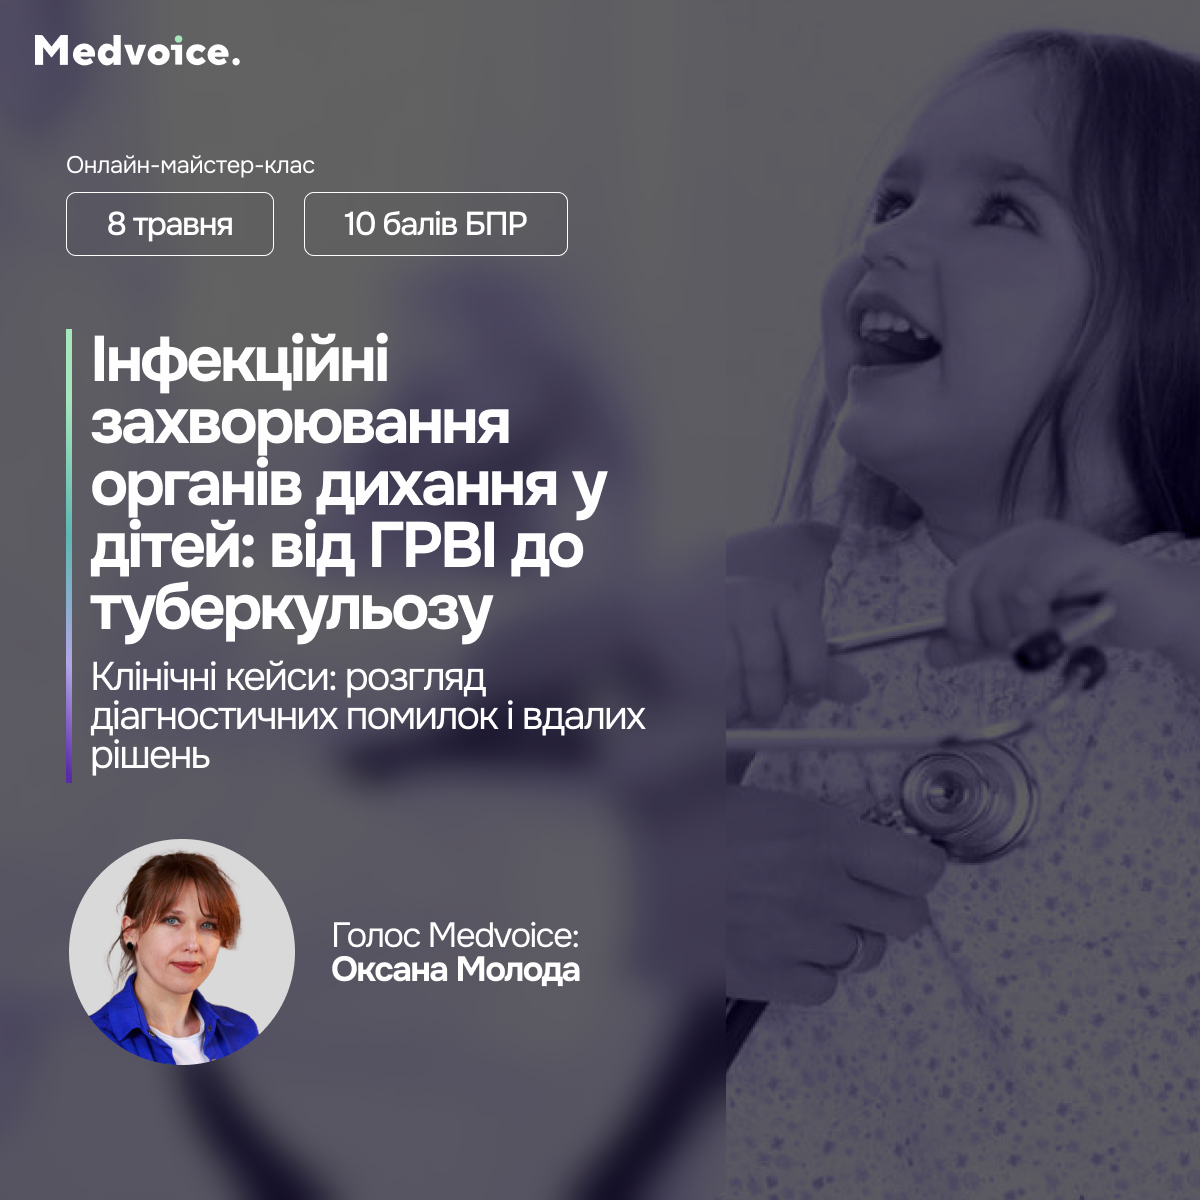 Medvoice.
Онлайн-майстер-клас
8 травня
10 балів БПР
Інфекційні
захворювання
органів дихання у
дітей: від ГРВІ до
туберкульозу
Клінічні кейси: розгляд
діагностичних помилок і вдалих
рішень
Голос Medvoice:
Оксана Молода